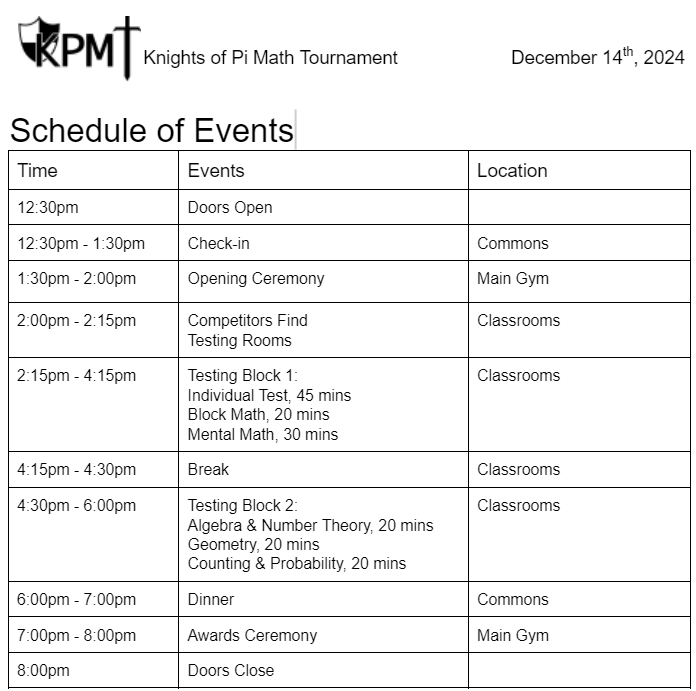 KPMT Knights of Pi Math Tournament December 14th, 2024
Schedule of Events
Time Events Location
12:30pm Doors Open
12:30pm - 1:30pm Check-in Commons
1:30pm - 2:00pm Opening Ceremony Main Gym
2:00pm - 2:15pm Competitors Find Classrooms
Testing Rooms
2:15pm - 4:15pm Testing Block 1: Classrooms
Individual Test, 45 mins
Block Math, 20 mins
Mental Math, 30 mins
4:15pm - 4:30pm Break Classrooms
4:30pm - 6:00pm Testing Block 2: Classrooms
Algebra & Number Theory, 20 mins
Geometry, 20 mins
Counting & Probability, 20 mins
6:00pm - 7:00pm Dinner Commons
7:00pm - 8:00pm Awards Ceremony Main Gym
8:00pm Doors Close